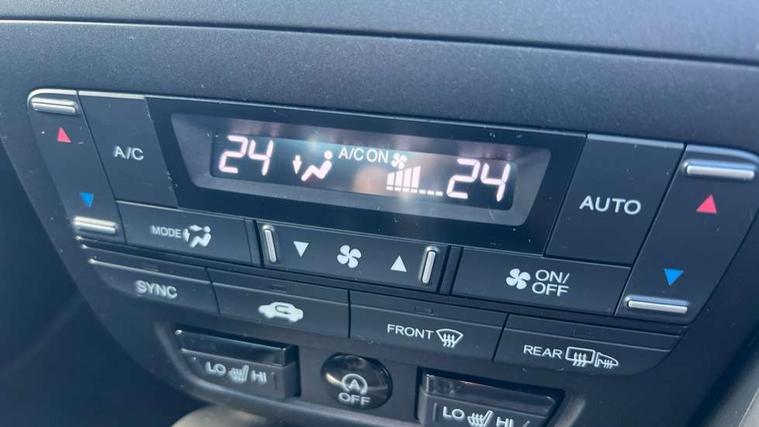 24 A/C ON 24
A/C
AUTO
MODE
ON/
OFF
SYNC
FRONT
REAR
LO HI
A
OFF
LO HI